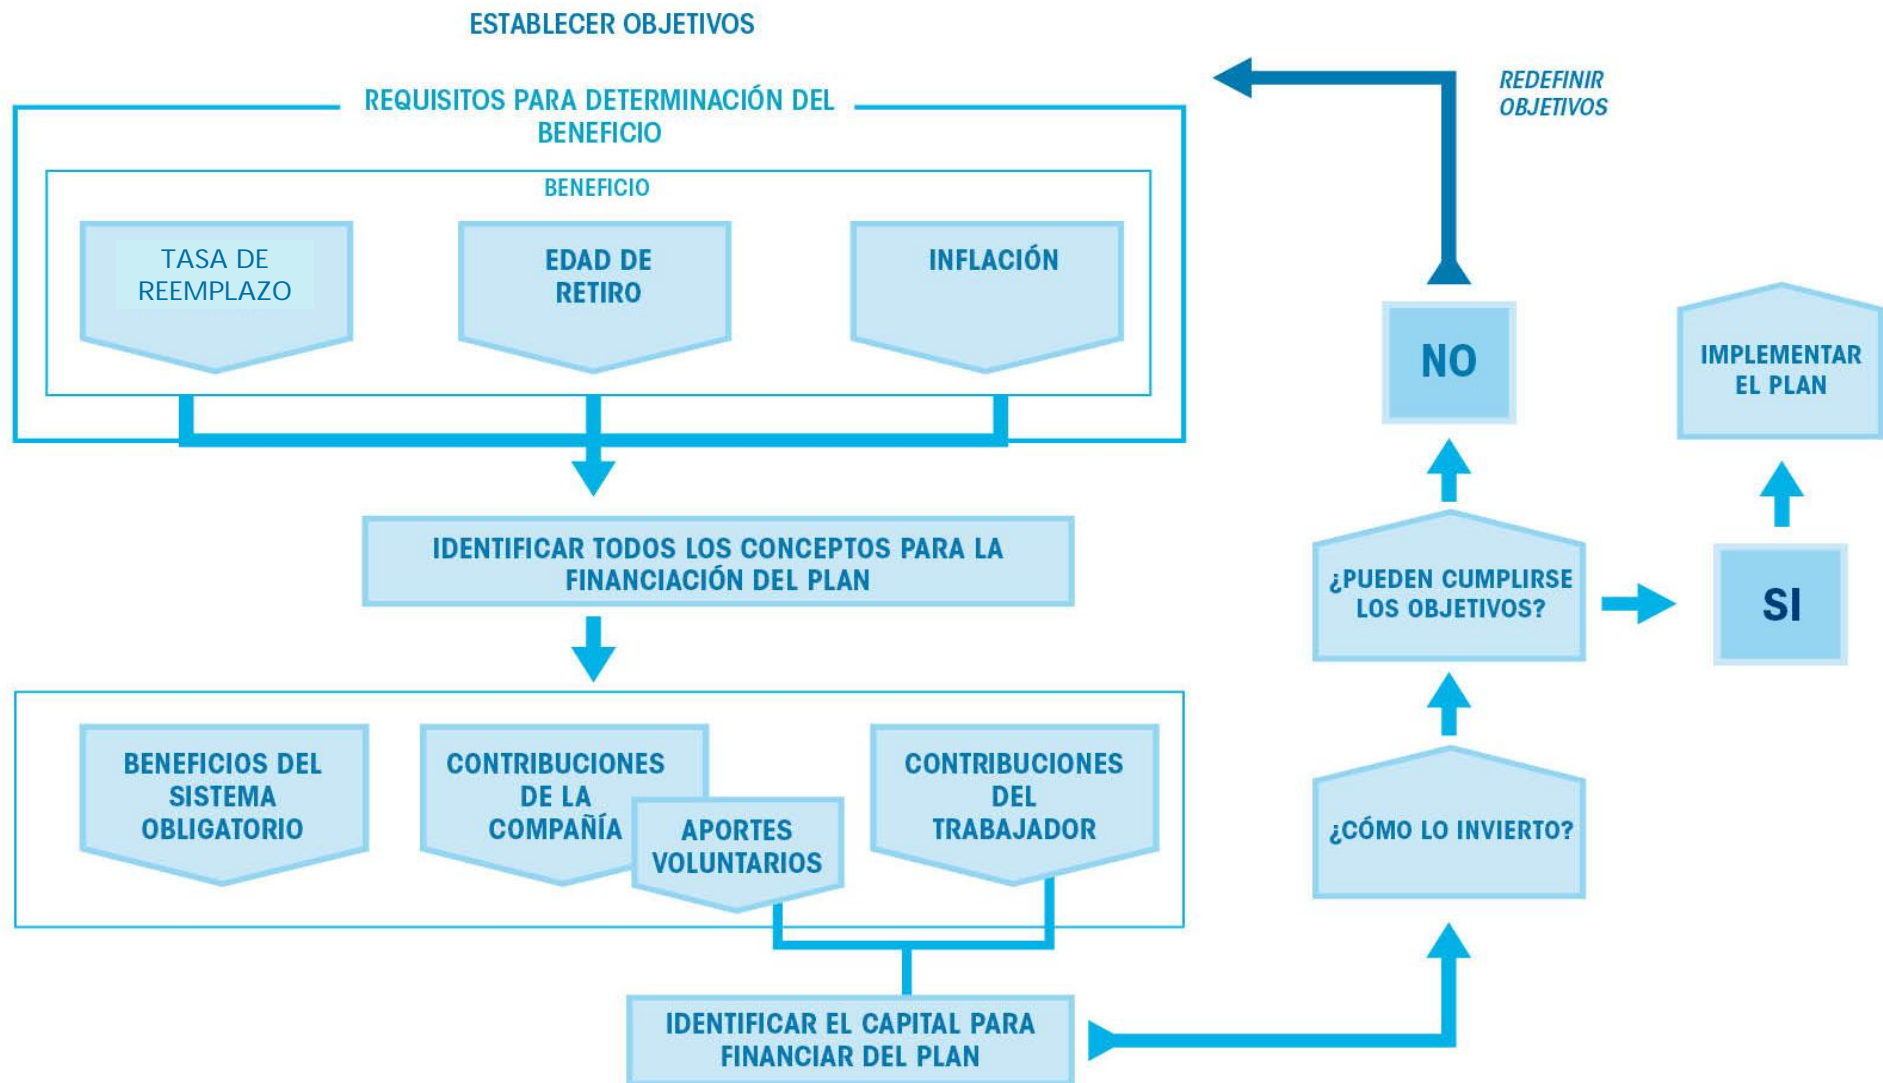 ESTABLECER OBJETIVOS
REQUISITOS PARA DETERMINACIÓN DEL
BENEFICIO
BENEFICIO
TASA DE
REEMPLAZO
EDAD DE
RETIRO
INFLACIÓN
IDENTIFICAR TODOS LOS CONCEPTOS PARA LA
FINANCIACIÓN DEL PLAN
BENEFICIOS DEL
SISTEMA
OBLIGATORIO
CONTRIBUCIONES
DE LA
COMPAÑÍA
APORTES
VOLUNTARIOS
CONTRIBUCIONES
DEL
TRABAJADOR
IDENTIFICAR EL CAPITAL PARA
FINANCIAR DEL PLAN
¿CÓMO LO INVIERTO?
¿PUEDEN CUMPLIRSE
LOS OBJETIVOS?
NO
REDEFINIR
OBJETIVOS
SI
IMPLEMENTAR
EL PLAN